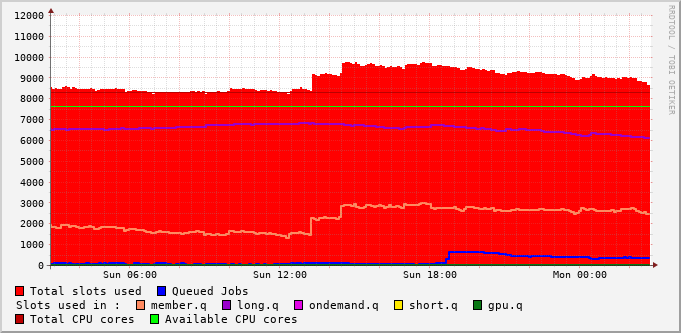 12000
11000
10000
9000
8000
7000
6000
5000
4000
3000
2000
1000
0
Sun 06:00 Sun 12:00 Sun 18:00 Mon 00:00
RRDTOOL / TOBI OETIKER
Total slots used Queued Jobs
Slots used in : member.q long.q ondemand.q short.q gpu.q
Total CPU cores Available CPU cores